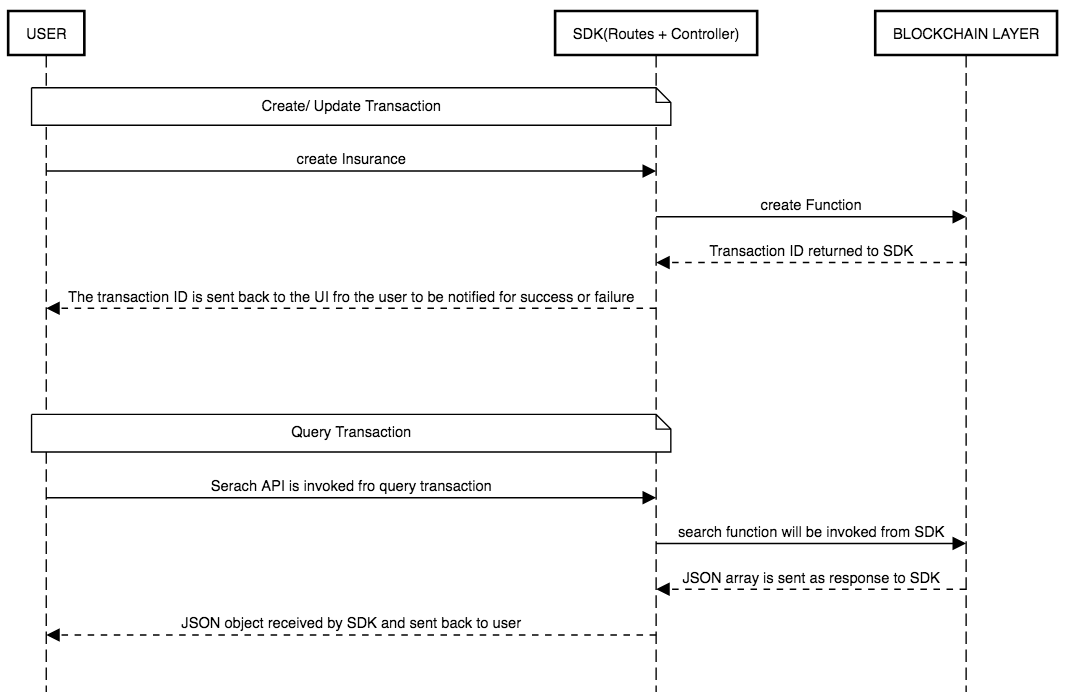 USER
SDK(Routes + Controller)
BLOCKCHAIN LAYER
Create/ Update Transaction
create Insurance
create Function
Transaction ID returned to SDK
The transaction ID is sent back to the UI fro the user to be notified for success or failure
Query Transaction
Serach API is invoked fro query transaction
search function will be invoked from SDK
JSON array is sent as response to SDK
JSON object received by SDK and sent back to user